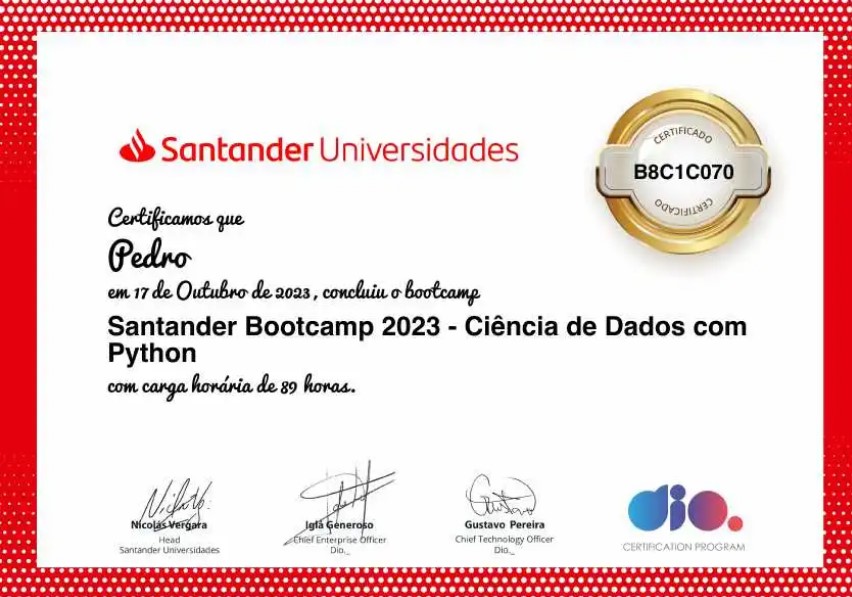 Santander Universidades
CERTIFICADO
B8C1C070
CERTIFICADO
Certificamos que
Pedro
em 17 de Outubro de 2023, concluiu o bootcamp
Santander Bootcamp 2023 - Ciência de Dados com
Python
com carga horária de 89 horas.
Nicolás Vergara
Head
Santander Universidades
Iglá Generoso
Chief Enterprise Officer
Dio._
Gustavo Pereira
Chief Technology Officer
Dio._
dio.
CERTIFICATION PROGRAM